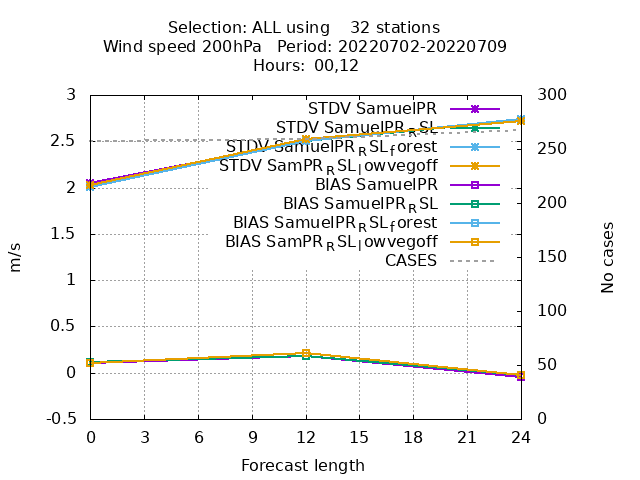 Selection: ALL using 32 stations
Wind speed 200hPa Period: 20220702-20220709
Hours: 00,12
3
2.5
2
1.5
1
0.5
0
-0.5
300
250
200
150
100
50
0
0 3 6 9 12 15 18 21 24
m/s
No cases
Forecast length
STDV SamuelPR
STDV SamuelPR_RSL
STDV SamuelPR_RSL_forest
STDV SamPR_RSL_lowvegoff
BIAS SamuelPR
BIAS SamuelPR_RSL
BIAS SamuelPR_RSL_forest
BIAS SamPR_RSL_lowvegoff
CASES